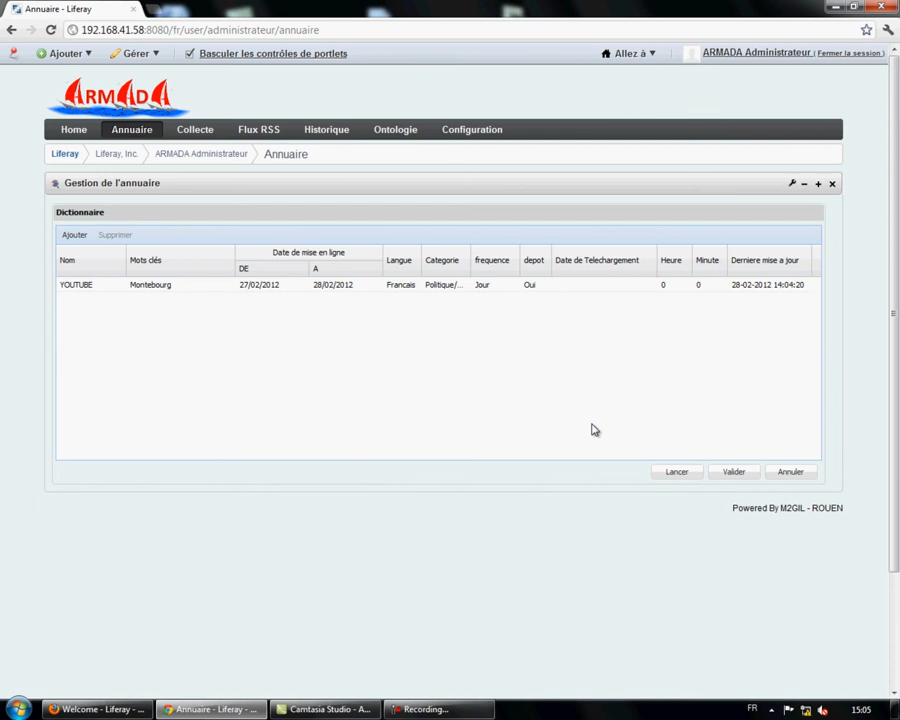 Annuaire - Liferay
192.168.41.58:8080/fr/user/administrateur/annuaire
Ajouter Gérer Basculer les contrôles de portlets Allez à ARMADA Administrateur (Fermer la session)
ARMADA
Home Annuaire Collecte Flux RSS Historique Ontologie Configuration
Liferay Liferay, Inc. ARMADA Administrateur Annuaire
Gestion de l'annuaire
Dictionnaire
Ajouter Supprimer
Nom Mots clés Date de mise en ligne Langue Categorie frequence depot Date de Telechargement Heure Minute Derniere mise a jour
DE A
YOUTUBE Montebourg 27/02/2012 28/02/2012 Francais Politique/... Jour Oui 0 0 28-02-2012 14:04:20
Lancer Valider Annuler
Powered By M2GIL - ROUEN
Welcome - Liferay - ... Annuaire - Liferay - ... Camtasia Studio - A... Recording... FR 15:05